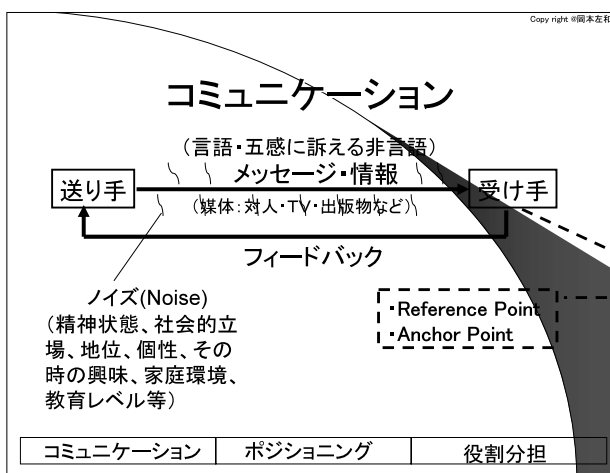 Copy right @岡本左和
コミュニケーション
(言語・五感に訴える非言語)
メッセージ・情報
送り手
受け手
(媒体:対人・TV・出版物など)
フィードバック
ノイズ(Noise)
(精神状態、社会的立
場、地位、個性、その
時の興味、家庭環境、
教育レベル等)
・Reference Point
・Anchor Point
コミュニケーション
ポジショニング
役割分担